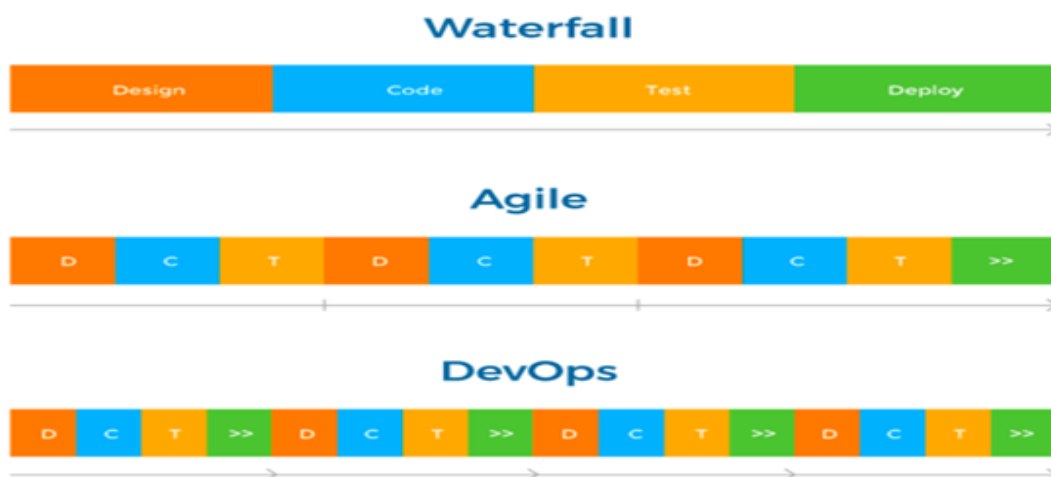 Waterfall
Design Code Test Deploy
Agile
D C T D C T D C T >>
DevOps
D C T >> D C T >> D C T >> D C T >>